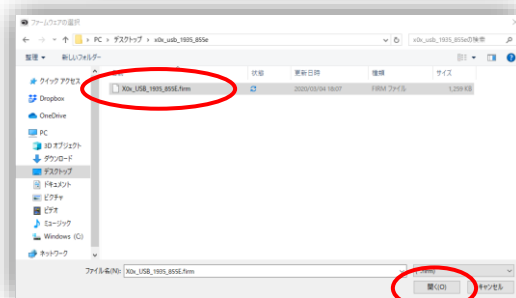 ファームウェアの選択
PC > デスクトップ > v0x_usb_1935_855e
v0x_usb_1935_855eの検索
整理
新しいフォルダー
状態
更新日時
種類
サイズ
X0x_USB_1935_855E.firm
2020/03/04 18:07
FIRM ファイル
1,259 KB
クイック アクセス
Dropbox
OneDrive
PC
3D オブジェクト
ダウンロード
デスクトップ
ドキュメント
ピクチャ
ビデオ
ミュージック
Windows (C:)
ネットワーク
ファイル名(N):
X0x_USB_1935_855E.firm
開く(O)
キャンセル